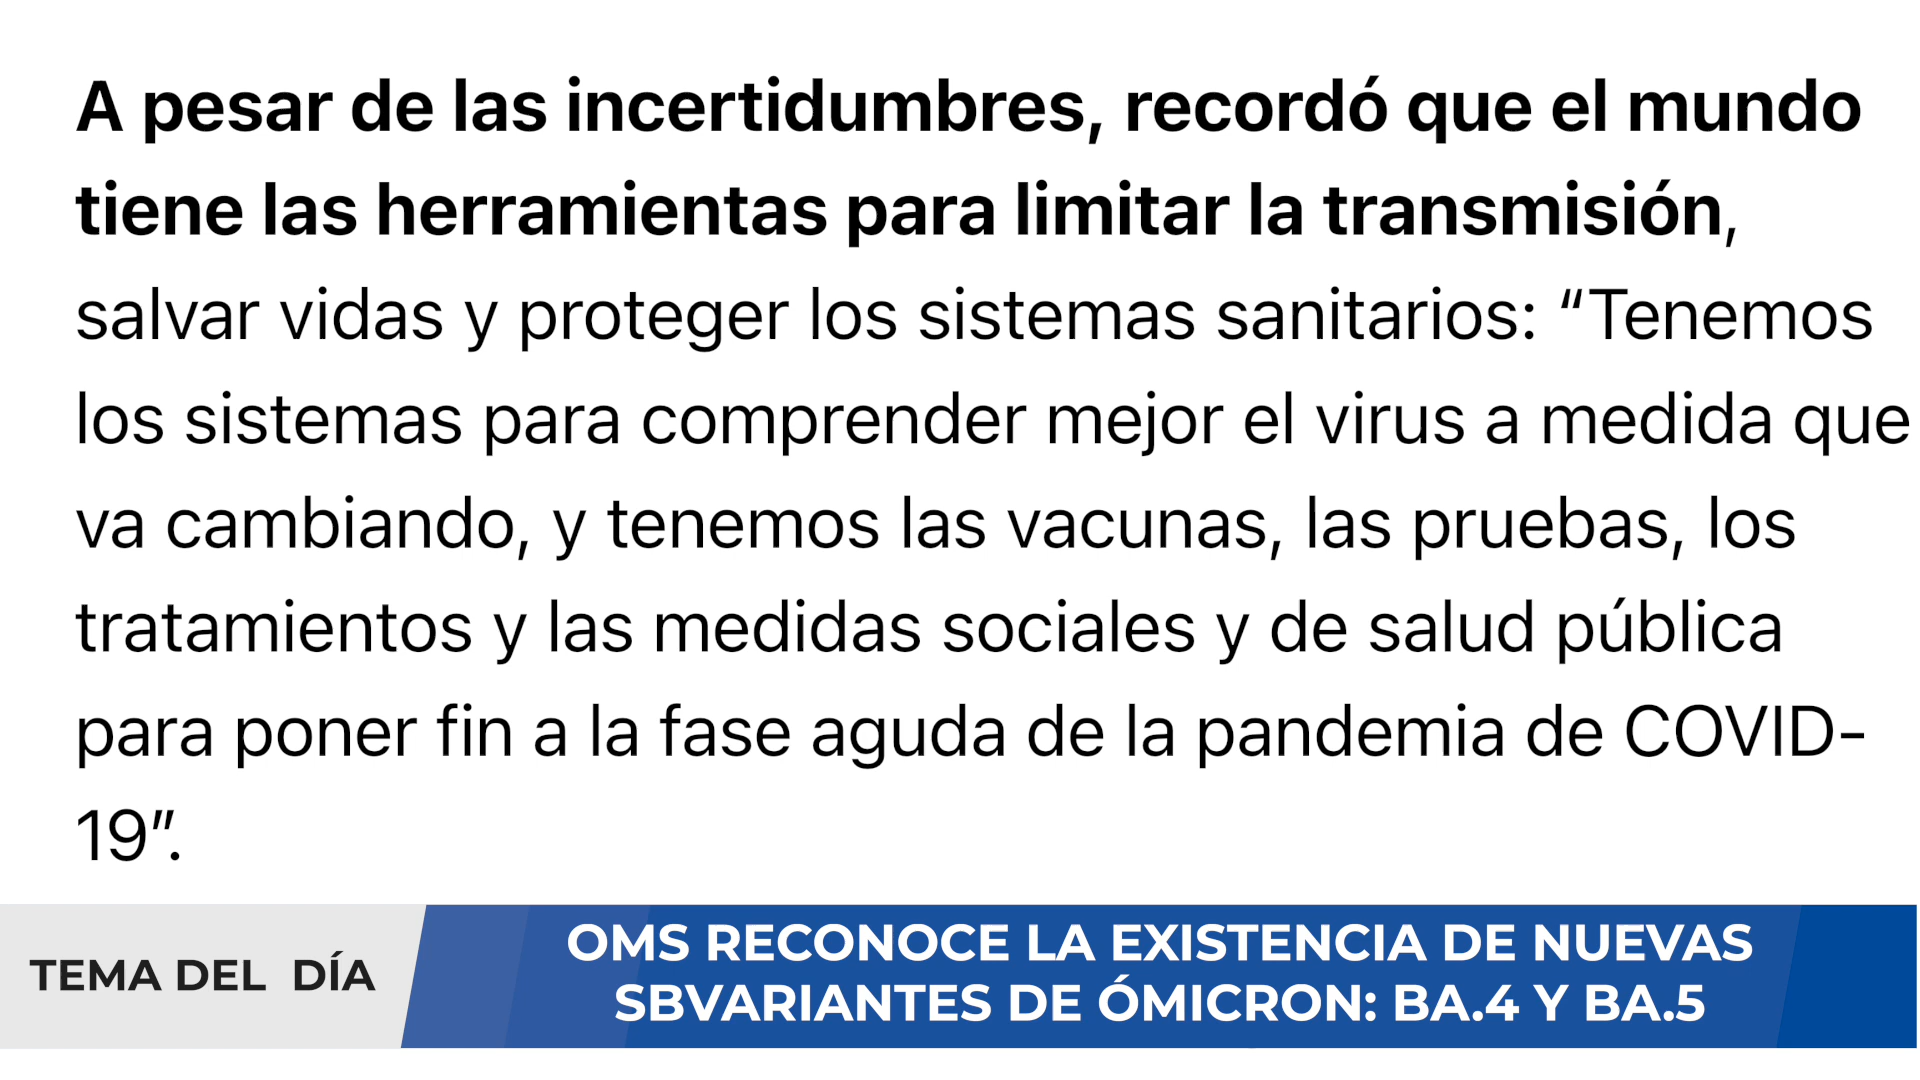 A pesar de las incertidumbres, recordó que el mundo
tiene las herramientas para limitar la transmisión,
salvar vidas y proteger los sistemas sanitarios: “Tenemos
los sistemas para comprender mejor el virus a medida que
va cambiando, y tenemos las vacunas, las pruebas, los
tratamientos y las medidas sociales y de salud pública
para poner fin a la fase aguda de la pandemia de COVID-
19”.
TEMA DEL DÍA
OMS RECONOCE LA EXISTENCIA DE NUEVAS
SBVARIANTES DE ÓMICRON: BA.4 Y BA.5